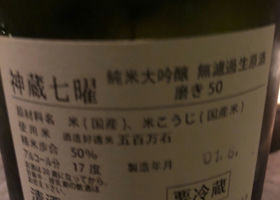 神蔵七曜 純米大吟醸 無濾過生原酒
磨き50
原材料名 米(国産)、米こうじ(国産米)
使用米 酒造好適米 五百万石
精米歩合 50%
アルコール分 17度 製造年月
要冷蔵
清酒